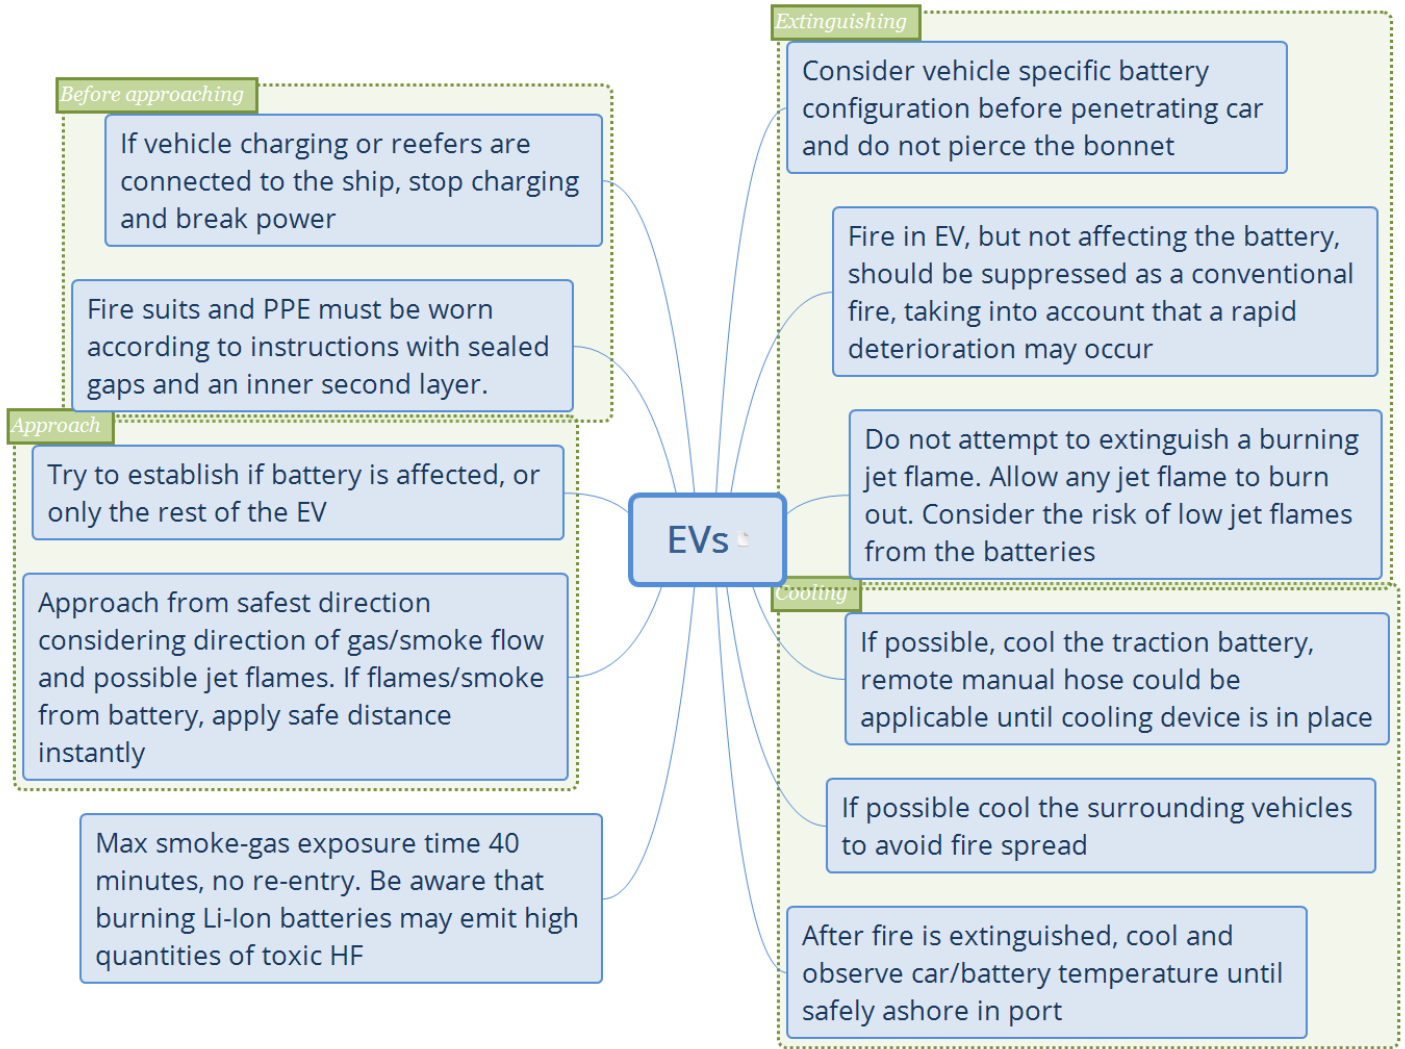 Before approaching
If vehicle charging or reefers are
connected to the ship, stop charging
and break power
Fire suits and PPE must be worn
according to instructions with sealed
gaps and an inner second layer.
Approach
Try to establish if battery is affected, or
only the rest of the EV
Approach from safest direction
considering direction of gas/smoke flow
and possible jet flames. If flames/smoke
from battery, apply safe distance
instantly
Max smoke-gas exposure time 40
minutes, no re-entry. Be aware that
burning Li-Ion batteries may emit high
quantities of toxic HF
EVs
Extinguishing
Consider vehicle specific battery
configuration before penetrating car
and do not pierce the bonnet
Fire in EV, but not affecting the battery,
should be suppressed as a conventional
fire, taking into account that a rapid
deterioration may occur
Do not attempt to extinguish a burning
jet flame. Allow any jet flame to burn
out. Consider the risk of low jet flames
from the batteries
Cooling
If possible, cool the traction battery,
remote manual hose could be
applicable until cooling device is in place
If possible cool the surrounding vehicles
to avoid fire spread
After fire is extinguished, cool and
observe car/battery temperature until
safely ashore in port